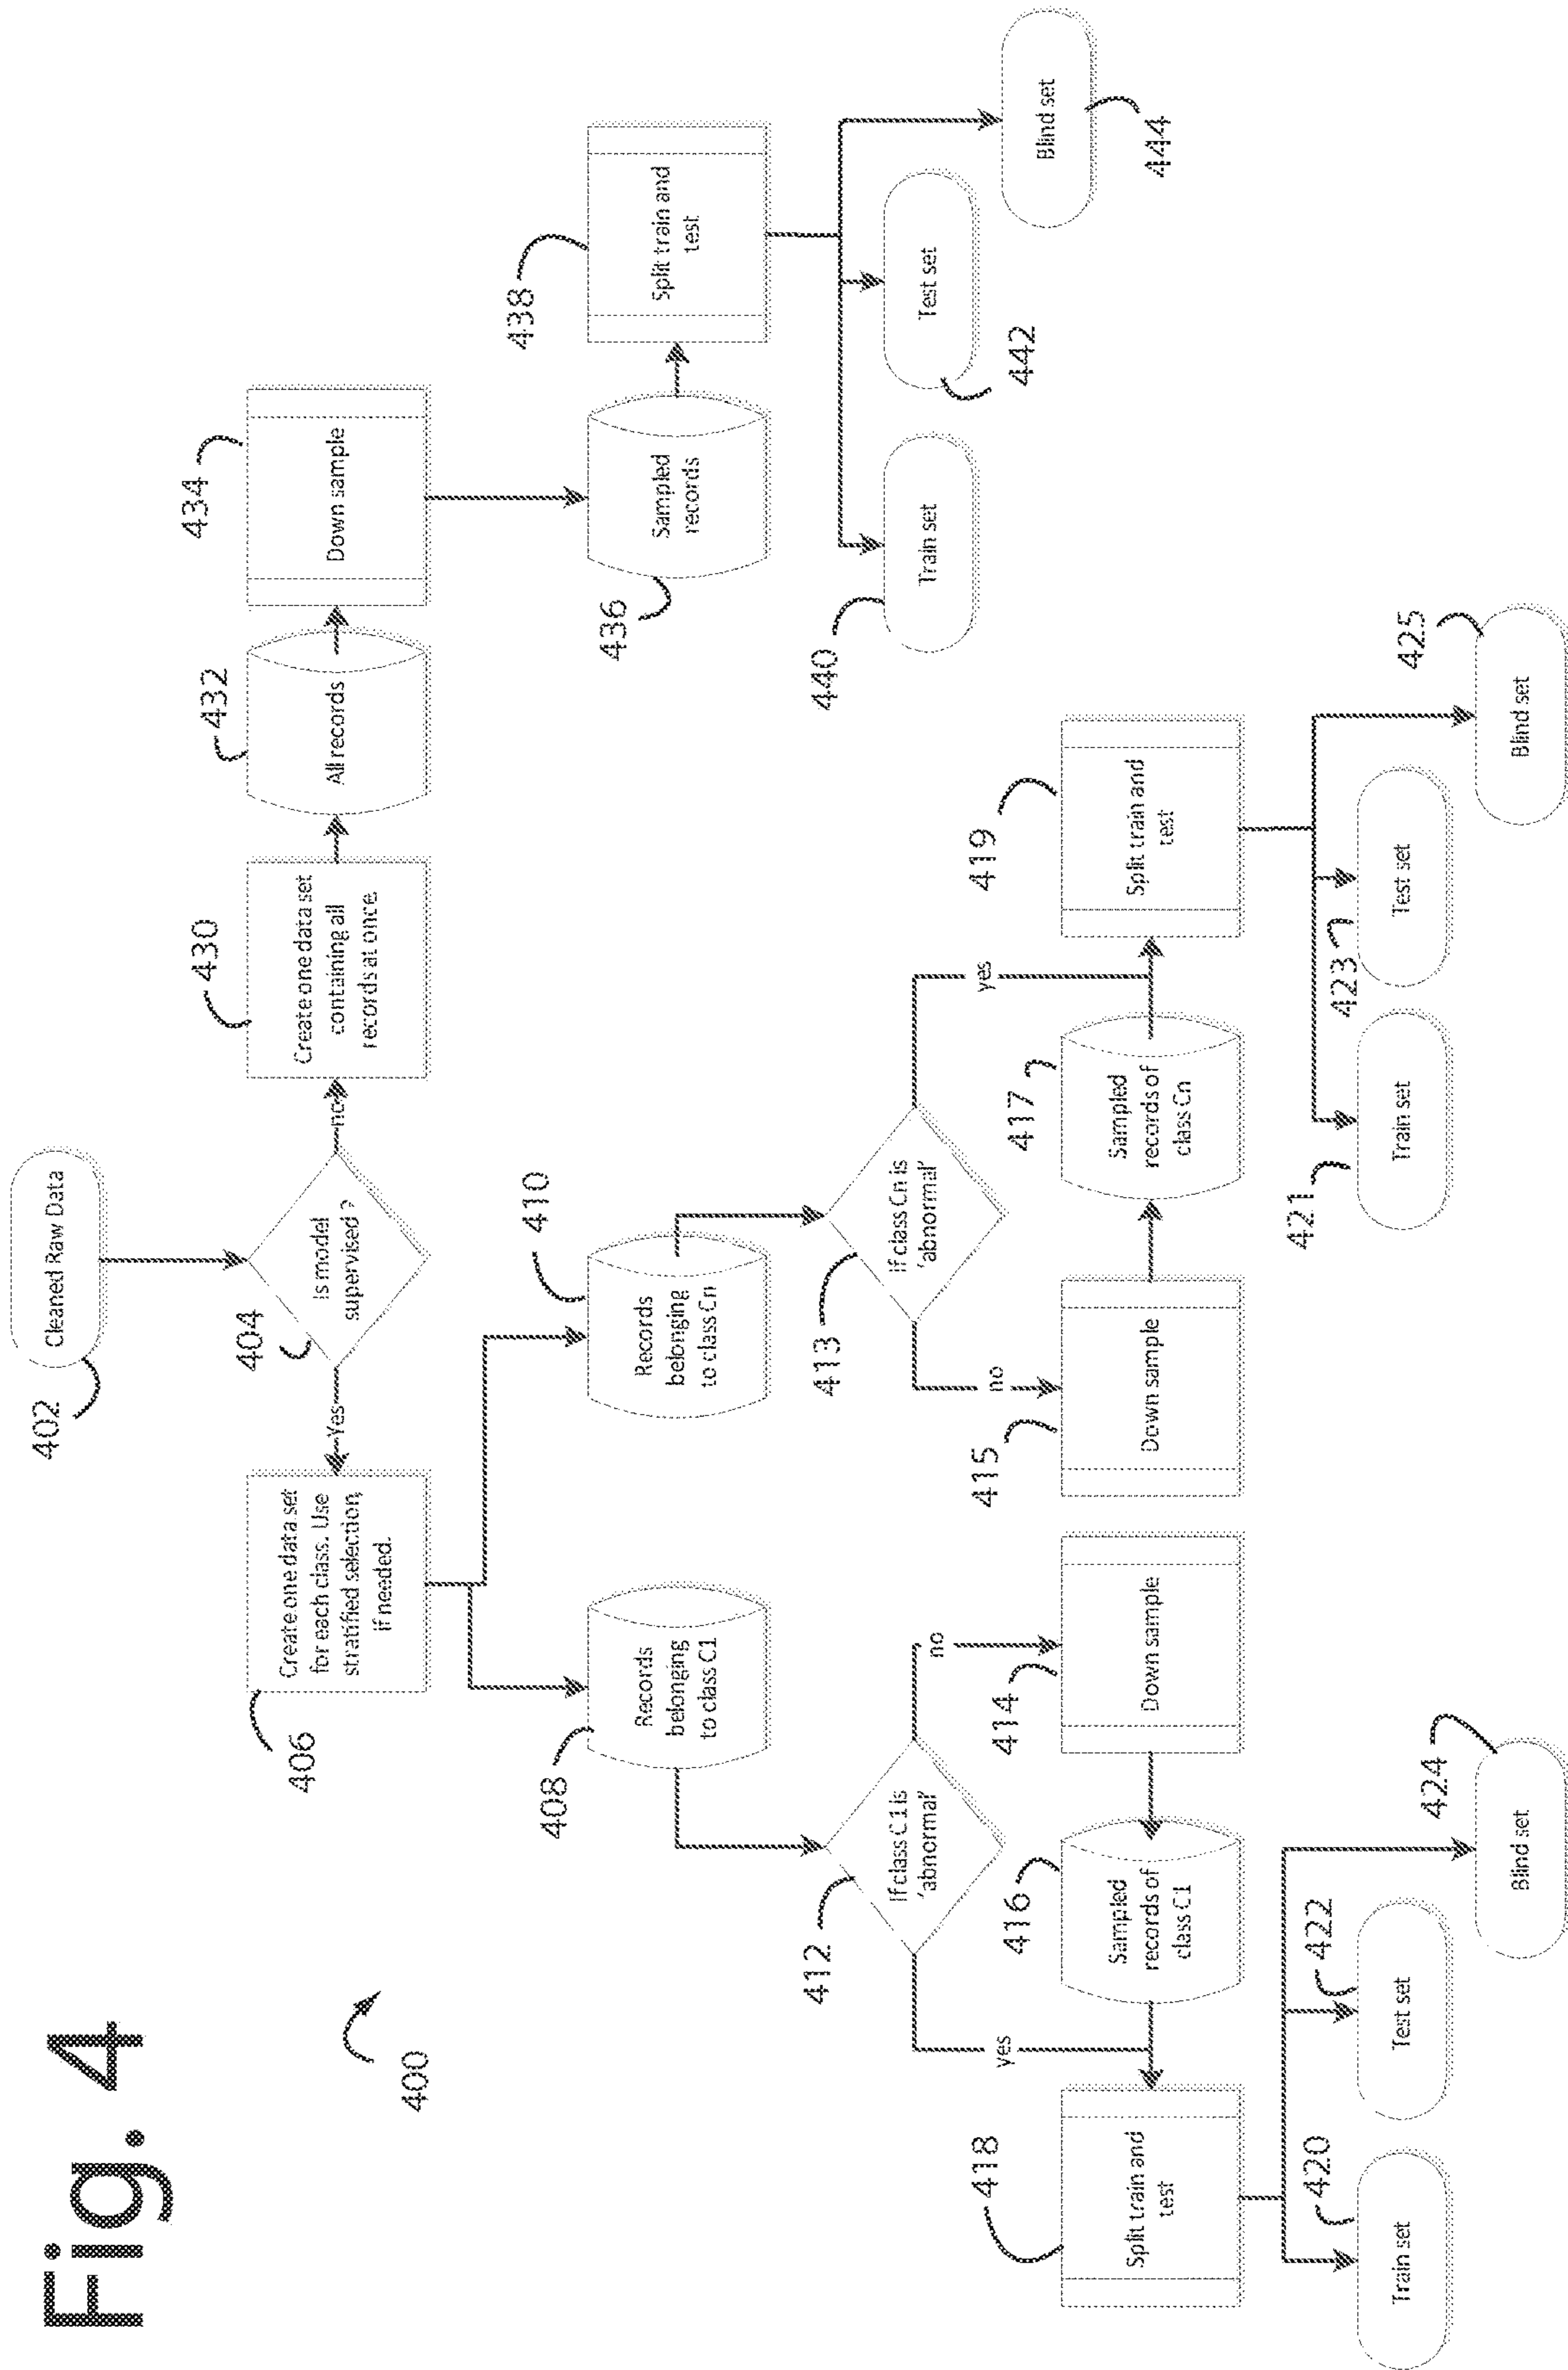 Fig. 4
400
402
Cleaned Raw Data
404
Is model
supervised ?
Yes
no
406
Create one data set
for each class. Use
stratified selection,
if needed.
430
Create one data set
containing all
records at once.
432
All records
434
Down sample
408
Records
belonging
to class C1
410
Records
belonging
to class Cn
436
Sampled
records
438
Split train and
test
412
If class C1 is
'abnormal'
yes
no
413
If class Cn is
'abnormal'
no
yes
440
Train set
442
Test set
444
Blind set
418
Split train and
test
416
Sampled
records of
class C1
414
Down sample
415
Down sample
417
Sampled
records of
class Cn
419
Split train and
test
420
Train set
422
Test set
424
Blind set
421
Train set
423
Test set
425
Blind set